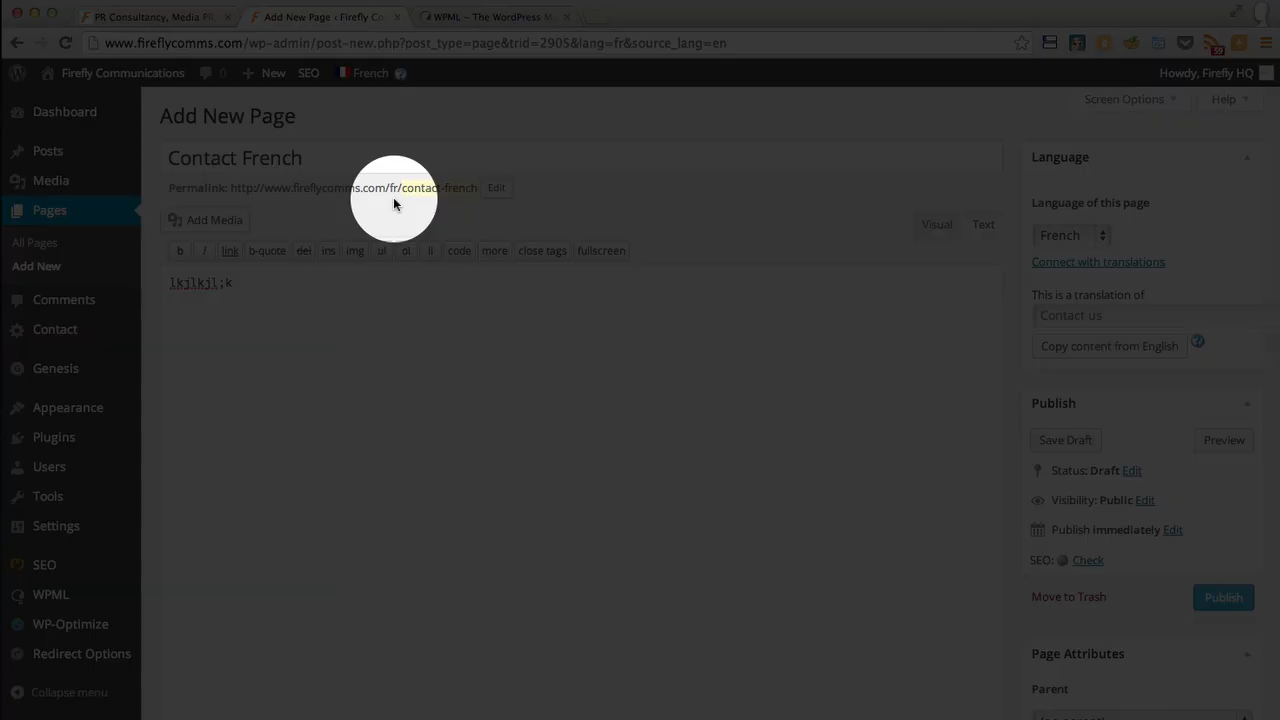 PR Consultancy, Media Pl
Add New Page ‹ Firefly Co
WPML – The WordPress M
www.fireflycomms.com/wp-admin/post-new.php?post_type=page&trid=2905&lang=fr&source_lang=en
Firefly Communications
0
New
SEO
French
Howdy, Firefly HQ
Dashboard
Posts
Media
Pages
All Pages
Add New
Comments
Contact
Genesis
Appearance
Plugins
Users
Tools
Settings
SEO
WPML
WP-Optimize
Redirect Options
Collapse menu
Screen Options
Help
Add New Page
Contact French
Permalink: http://www.fireflycomms.com/fr/contact-french
Edit
Add Media
Visual
Text
b
i
link
b-quote
del
ins
img
ul
ol
li
code
more
close tags
fullscreen
lkjlkjl;k
Language
Language of this page
French
Connect with translations
This is a translation of
Contact us
Copy content from English
Publish
Save Draft
Preview
Status: Draft Edit
Visibility: Public Edit
Publish immediately Edit
SEO: Check
Move to Trash
Publish
Page Attributes
Parent